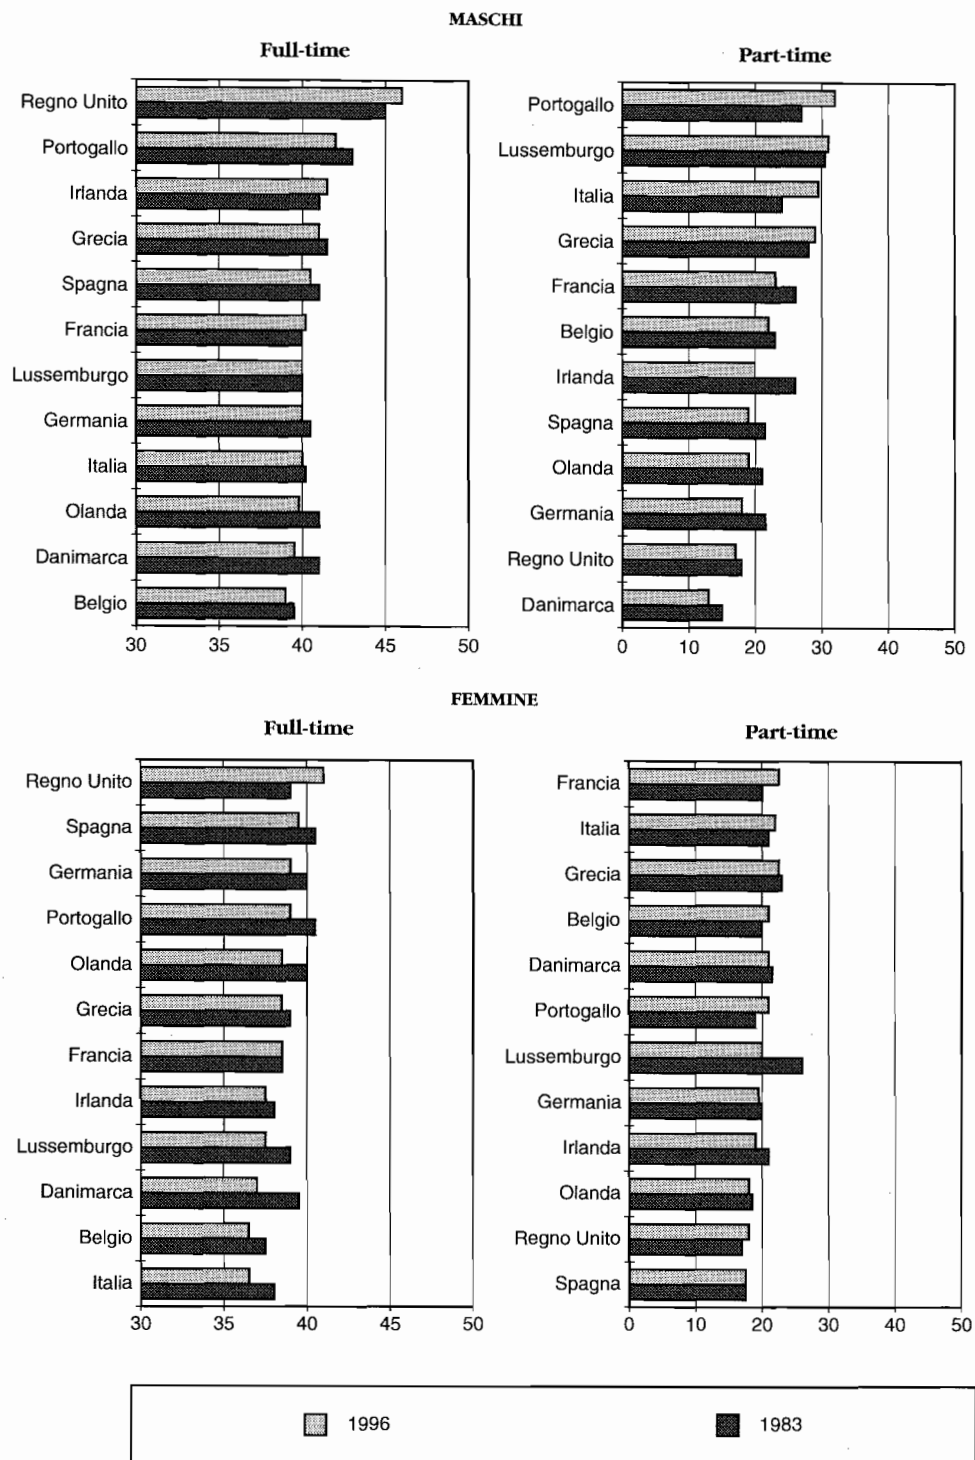 MASCHI
Full-time
Regno Unito
Portogallo
Irlanda
Grecia
Spagna
Francia
Lussemburgo
Germania
Italia
Olanda
Danimarca
Belgio
30 35 40 45 50
Part-time
Portogallo
Lussemburgo
Italia
Grecia
Francia
Belgio
Irlanda
Spagna
Olanda
Germania
Regno Unito
Danimarca
0 10 20 30 40 50
FEMMINE
Full-time
Regno Unito
Spagna
Germania
Portogallo
Olanda
Grecia
Francia
Irlanda
Lussemburgo
Danimarca
Belgio
Italia
30 35 40 45 50
Part-time
Francia
Italia
Grecia
Belgio
Danimarca
Portogallo
Lussemburgo
Germania
Irlanda
Olanda
Regno Unito
Spagna
0 10 20 30 40 50
1996 1983